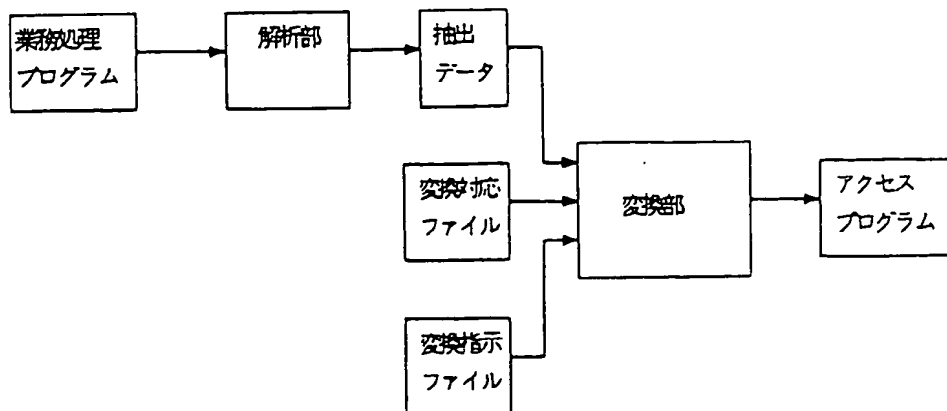 業務処理
プログラム
解析部
抽出
データ
変換対応
ファイル
変換部
アクセス
プログラム
変換指示
ファイル